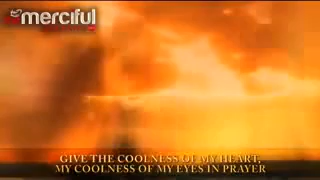 merciful
GIVE THE COOLNESS OF MY HEART,
MY COOLNESS OF MY EYES IN PRAYER